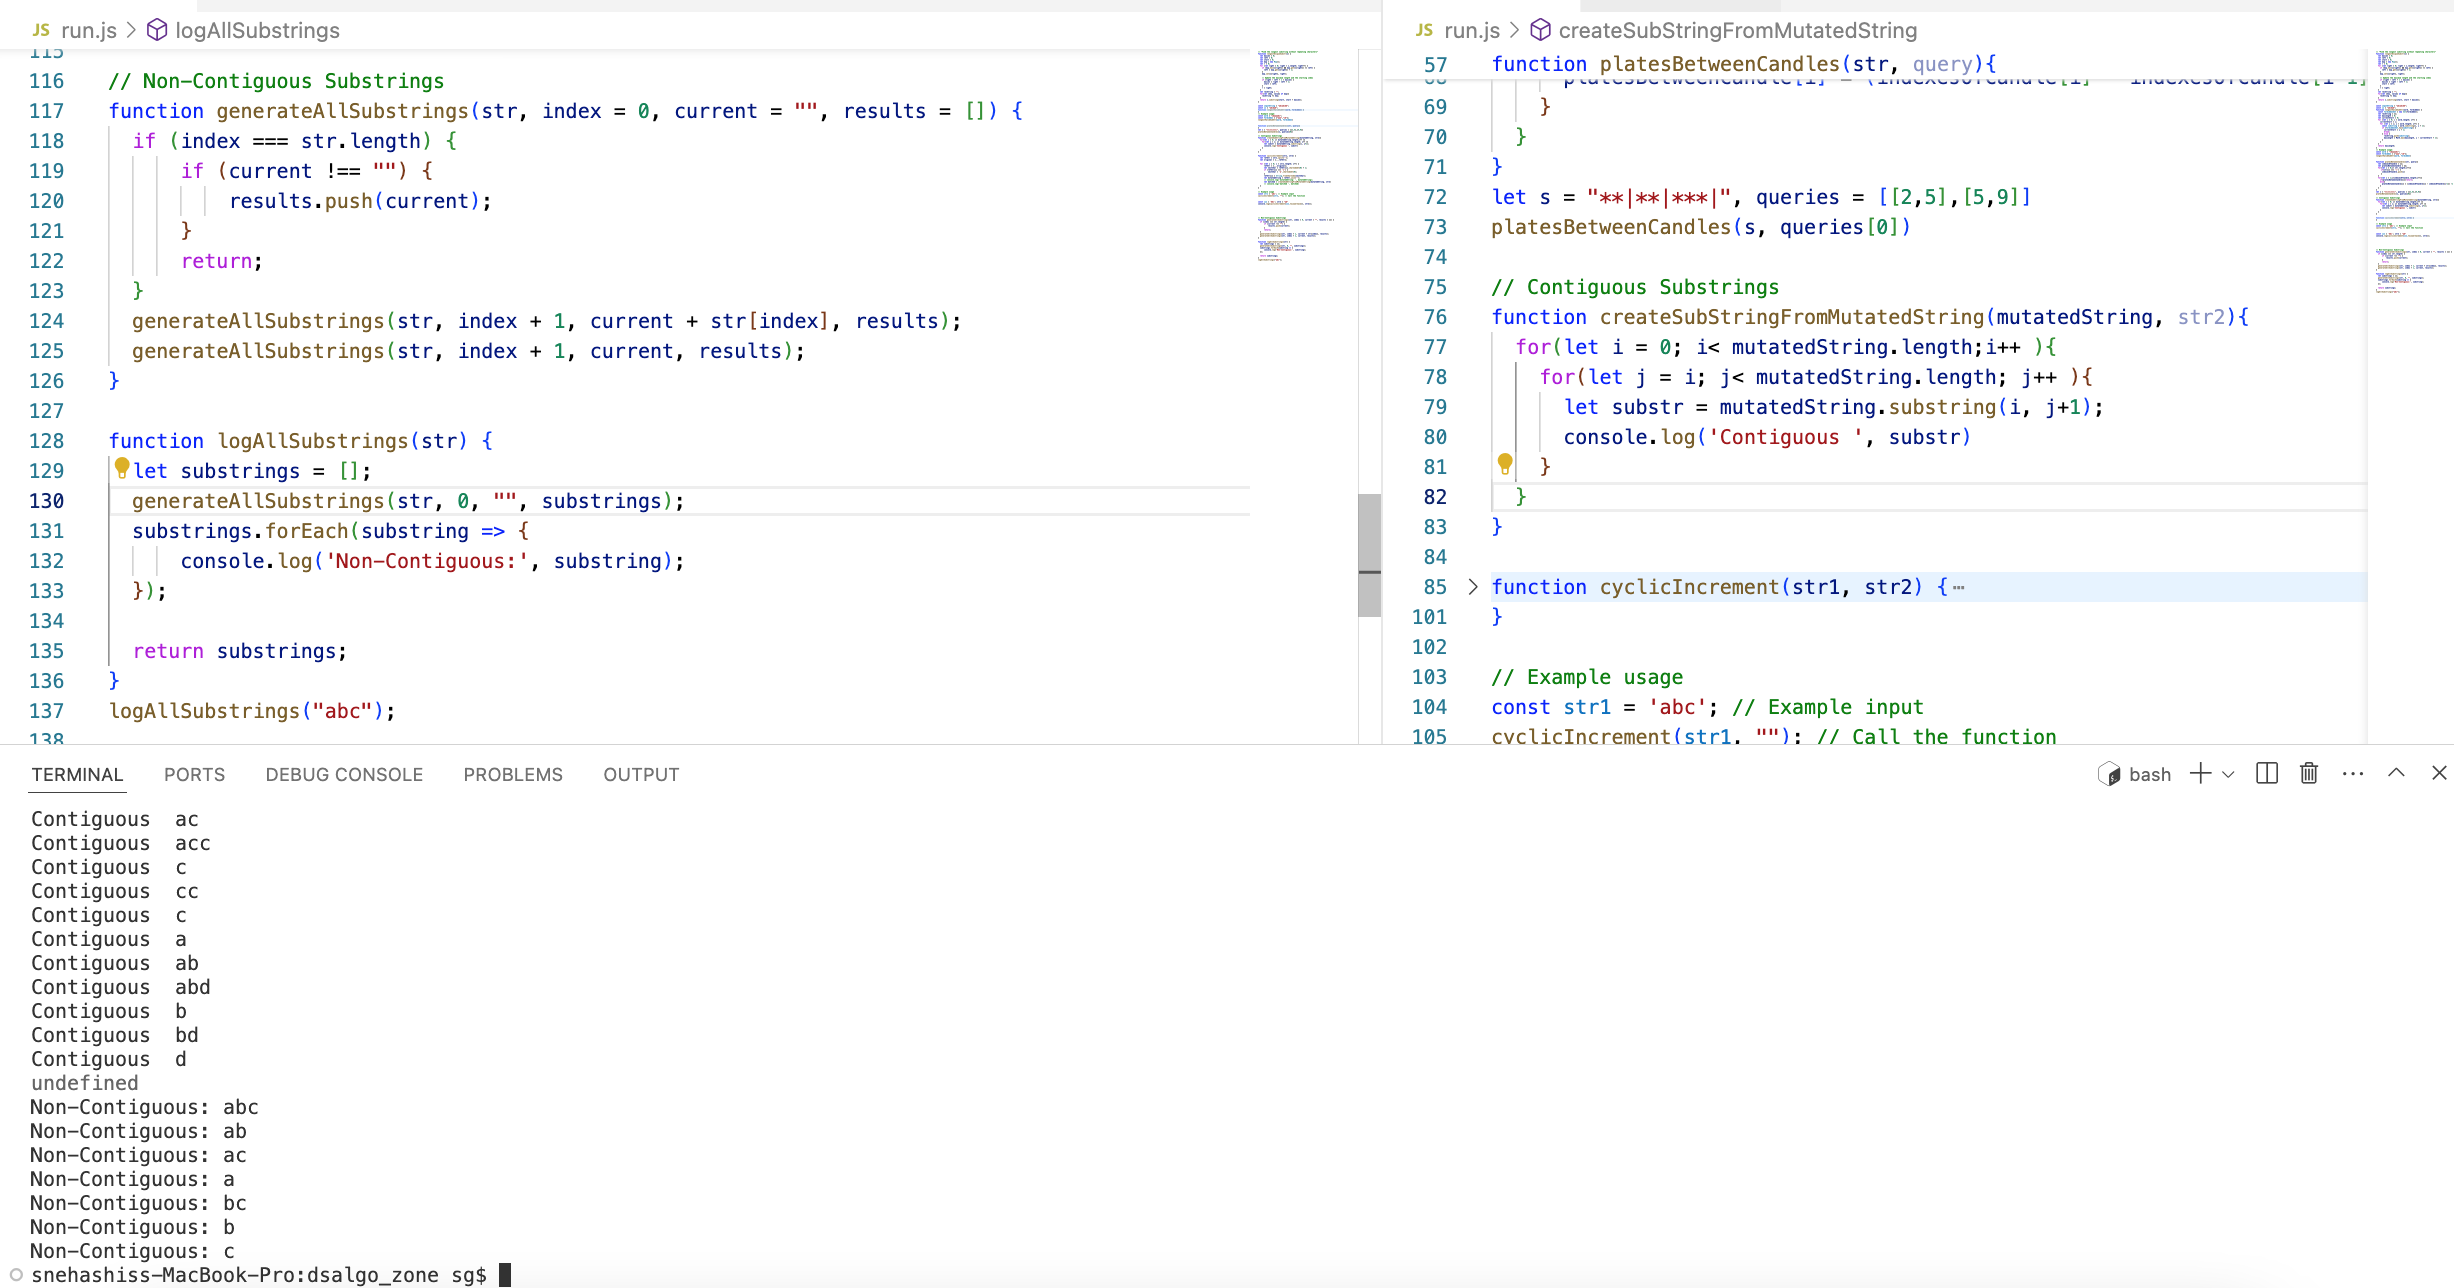 JS run.js > logAllSubstrings
115
116 // Non-Contiguous Substrings
117 function generateAllSubstrings(str, index = 0, current = "", results = []) {
118 if (index === str.length) {
119 if (current !== "") {
120 results.push(current);
121 }
122 return;
123 }
124 generateAllSubstrings(str, index + 1, current + str[index], results);
125 generateAllSubstrings(str, index + 1, current, results);
126 }
127
128 function logAllSubstrings(str) {
129 let substrings = [];
130 generateAllSubstrings(str, 0, "", substrings);
131 substrings.forEach(substring => {
132 console.log('Non-Contiguous:', substring);
133 });
134
135 return substrings;
136 }
137 logAllSubstrings("abc");
138
JS run.js > createSubStringFromMutatedString
57 function platesBetweenCandles(str, query){
69 }
70 }
71 }
72 let s = "**|**|***|", queries = [[2,5],[5,9]]
73 platesBetweenCandles(s, queries[0])
74
75 // Contiguous Substrings
76 function createSubStringFromMutatedString(mutatedString, str2){
77 for(let i = 0; i< mutatedString.length;i++ ){
78 for(let j = i; j< mutatedString.length; j++ ){
79 let substr = mutatedString.substring(i, j+1);
80 console.log('Contiguous ', substr)
81 }
82 }
83 }
84
85 > function cyclicIncrement(str1, str2) {…
101 }
102
103 // Example usage
104 const str1 = 'abc'; // Example input
105 cyclicIncrement(str1, ""); // Call the function
TERMINAL PORTS DEBUG CONSOLE PROBLEMS OUTPUT
bash
Contiguous  ac
Contiguous  acc
Contiguous  c
Contiguous  cc
Contiguous  c
Contiguous  a
Contiguous  ab
Contiguous  abd
Contiguous  b
Contiguous  bd
Contiguous  d
undefined
Non-Contiguous: abc
Non-Contiguous: ab
Non-Contiguous: ac
Non-Contiguous: a
Non-Contiguous: bc
Non-Contiguous: b
Non-Contiguous: c
snehashiss-MacBook-Pro:dsalgo_zone sg$